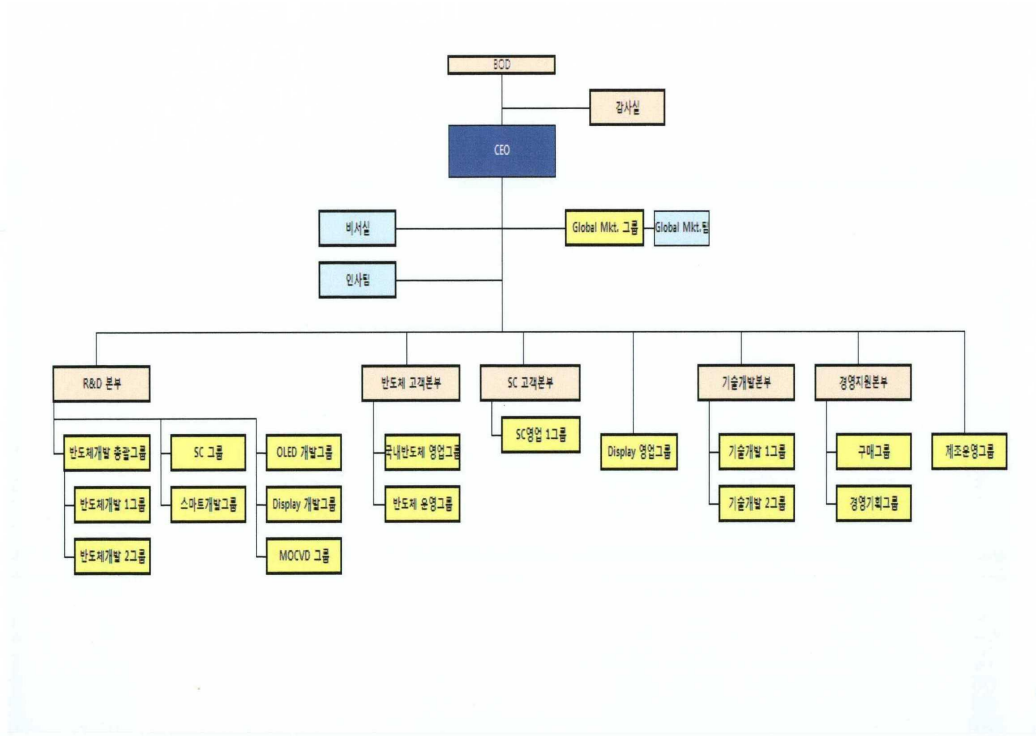 BOD
감사실
CEO
비서실
Global Mkt. 그룹
Global Mkt.팀
인사팀
R&D 본부
반도체 고객본부
SC 고객본부
기술개발본부
경영지원본부
반도체개발 총괄그룹
SC 그룹
OLED 개발그룹
국내반도체 영업그룹
SC영업 1그룹
Display 영업그룹
기술개발 1그룹
구매그룹
제조운영그룹
반도체개발 1그룹
스마트개발그룹
Display 개발그룹
반도체 운영그룹
기술개발 2그룹
경영기획그룹
반도체개발 2그룹
MOCVD 그룹